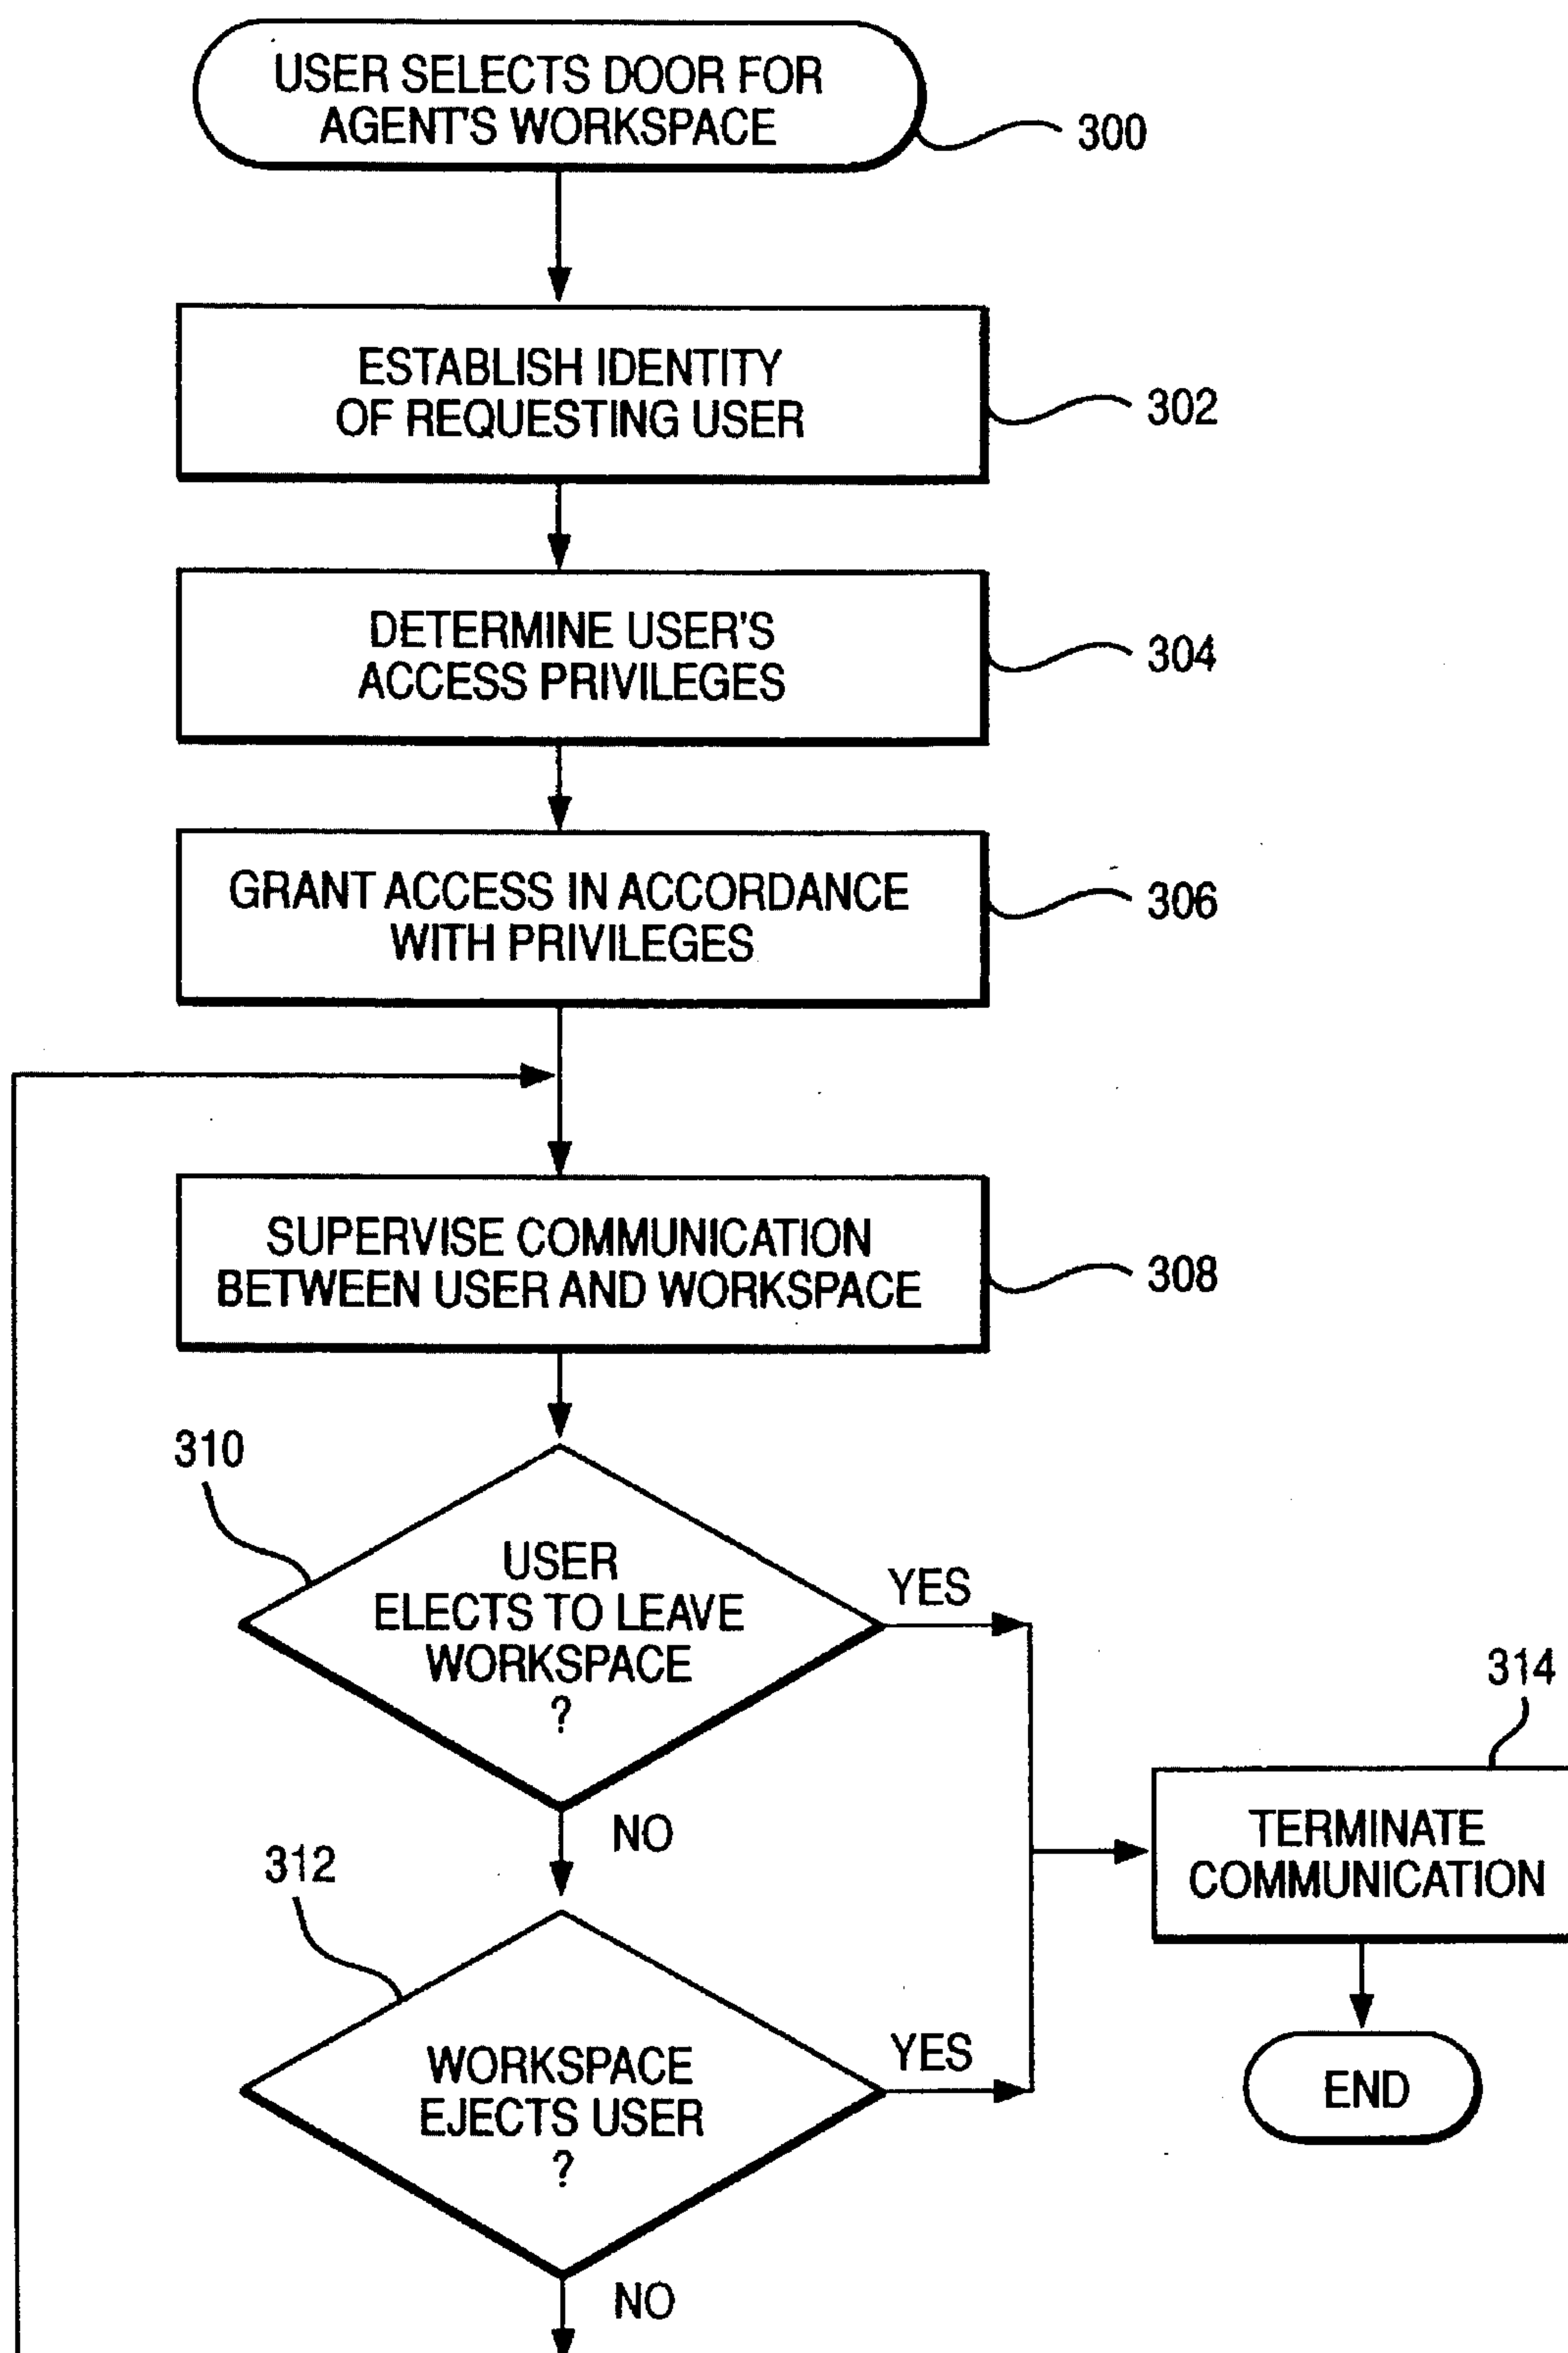 USER SELECTS DOOR FOR
AGENT'S WORKSPACE
300
ESTABLISH IDENTITY
OF REQUESTING USER
302
DETERMINE USER'S
ACCESS PRIVILEGES
304
GRANT ACCESS IN ACCORDANCE
WITH PRIVILEGES
306
SUPERVISE COMMUNICATION
BETWEEN USER AND WORKSPACE
308
310
USER
ELECTS TO LEAVE
WORKSPACE
?
YES
NO
314
TERMINATE
COMMUNICATION
312
WORKSPACE
EJECTS USER
?
YES
END
NO